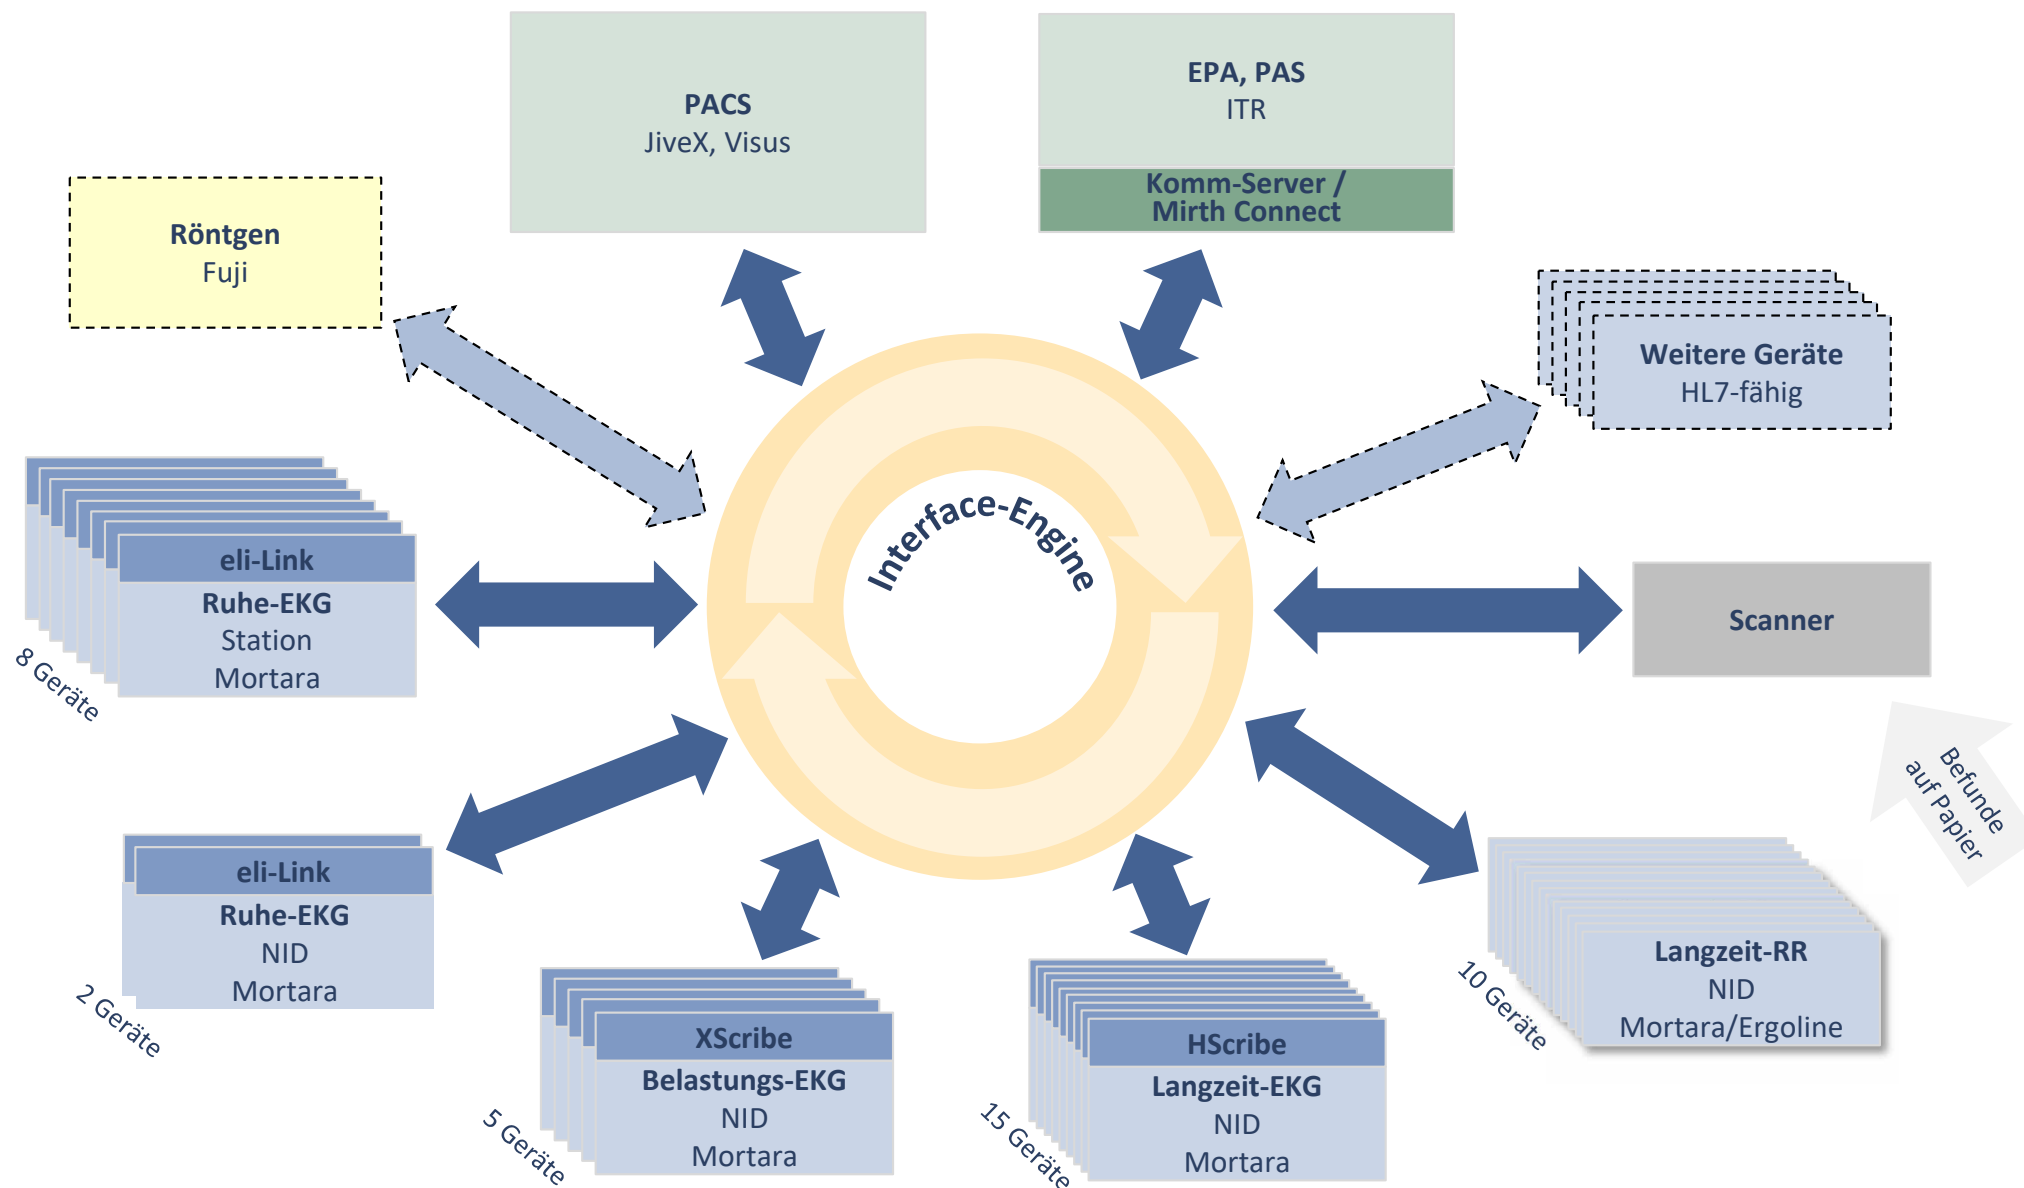 PACS
JiveX, Visus
EPA, PAS
ITR
Komm-Server /
Mirth Connect
Röntgen
Fuji
Weitere Geräte
HL7-fähig
Interface-Engine
eli-Link
Ruhe-EKG
Station
Mortara
8 Geräte
Scanner
Befunde
auf Papier
eli-Link
Ruhe-EKG
NID
Mortara
2 Geräte
XScribe
Belastungs-EKG
NID
Mortara
5 Geräte
HScribe
Langzeit-EKG
NID
Mortara
15 Geräte
Langzeit-RR
NID
Mortara/Ergoline
10 Geräte